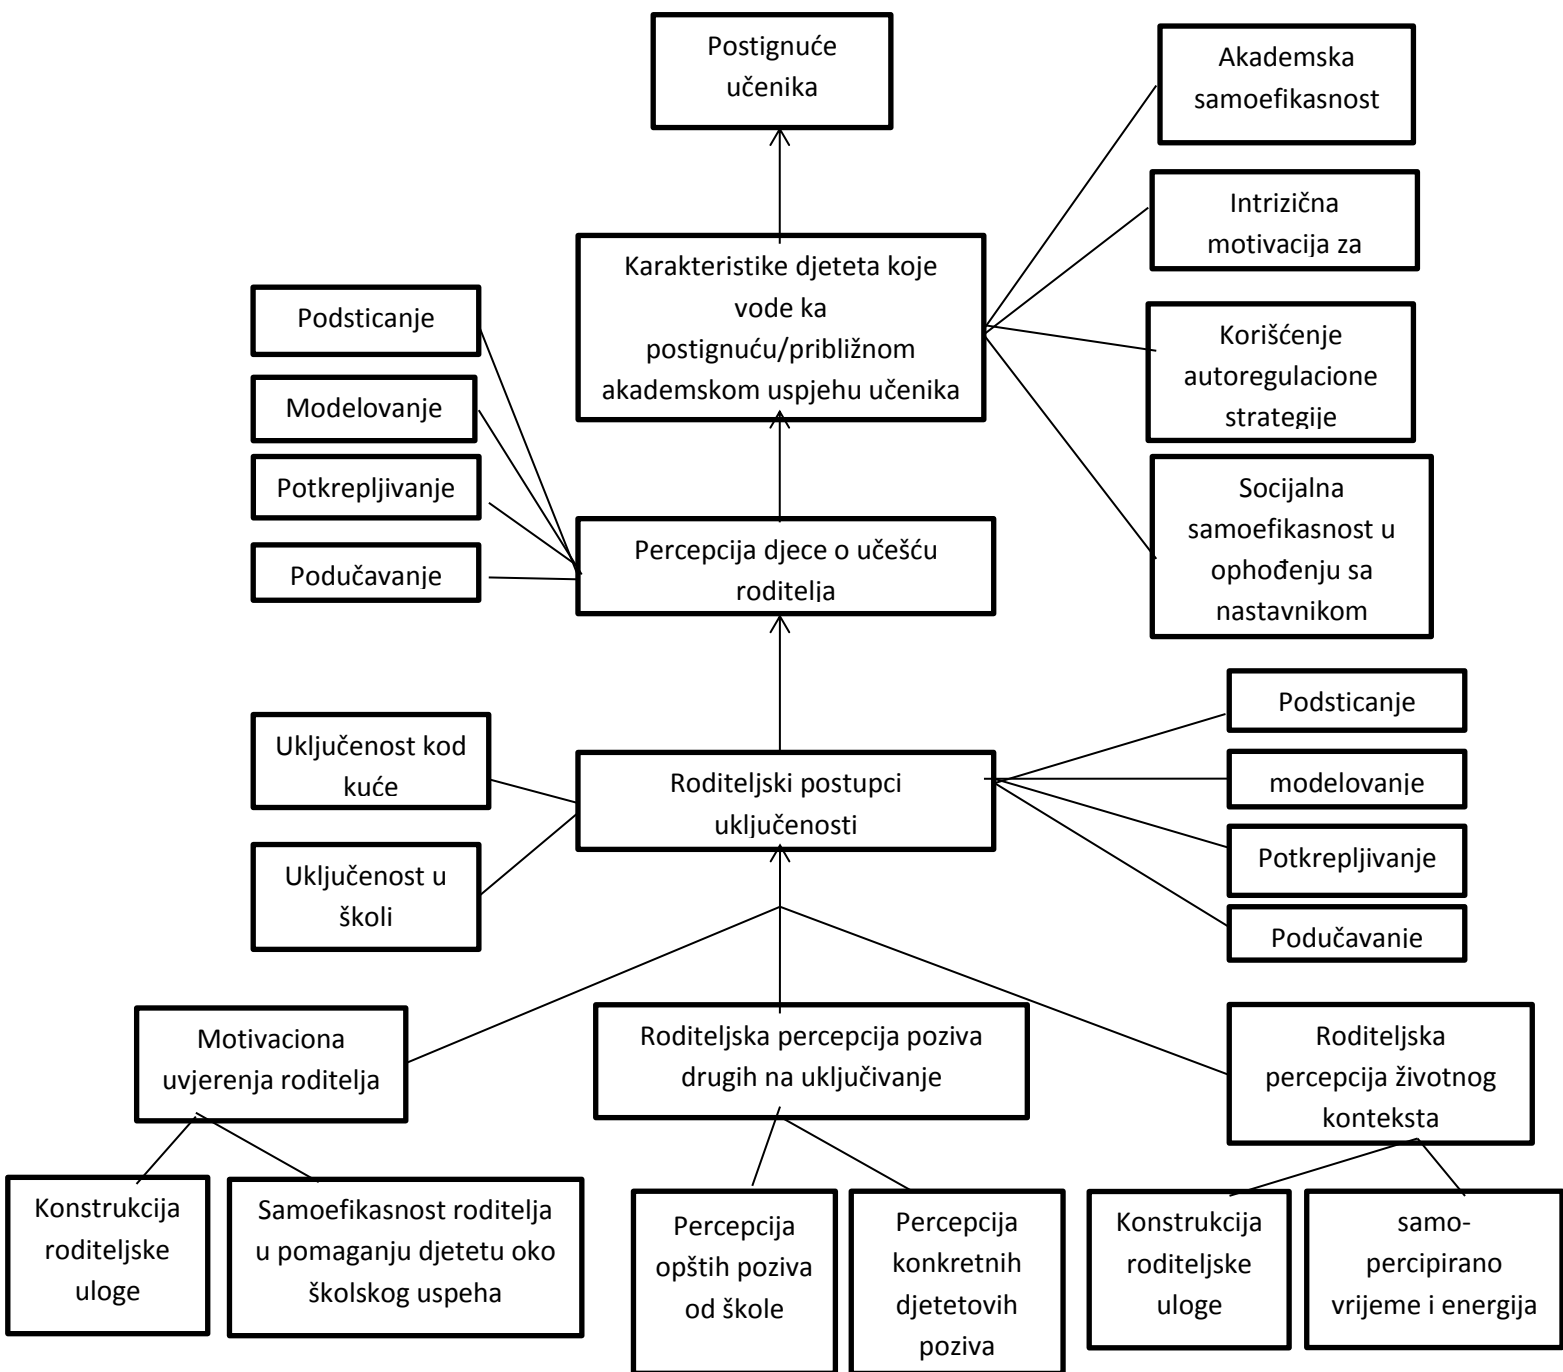 Postignuće
učenika
Akademska
samoefikasnost
Intrizična
motivacija za
Karakteristike djeteta koje
vode ka
postignuću/približnom
akademskom uspjehu učenika
Korišćenje
autoregulacione
strategije
Socijalna
samoefikasnost u
ophođenju sa
nastavnikom
Podsticanje
Modelovanje
Potkrepljivanje
Podučavanje
Percepcija djece o učešću
roditelja
Uključenost kod
kuće
Uključenost u
školi
Roditeljski postupci
uključenosti
Podsticanje
modelovanje
Potkrepljivanje
Podučavanje
Motivaciona
uvjerenja roditelja
Roditeljska percepcija poziva
drugih na uključivanje
Roditeljska
percepcija životnog
konteksta
Konstrukcija
roditeljske
uloge
Samoefikasnost roditelja
u pomaganju djetetu oko
školskog uspeha
Percepcija
opštih poziva
od škole
Percepcija
konkretnih
djetetovih
poziva
Konstrukcija
roditeljske
uloge
samo-
percipirano
vrijeme i energija